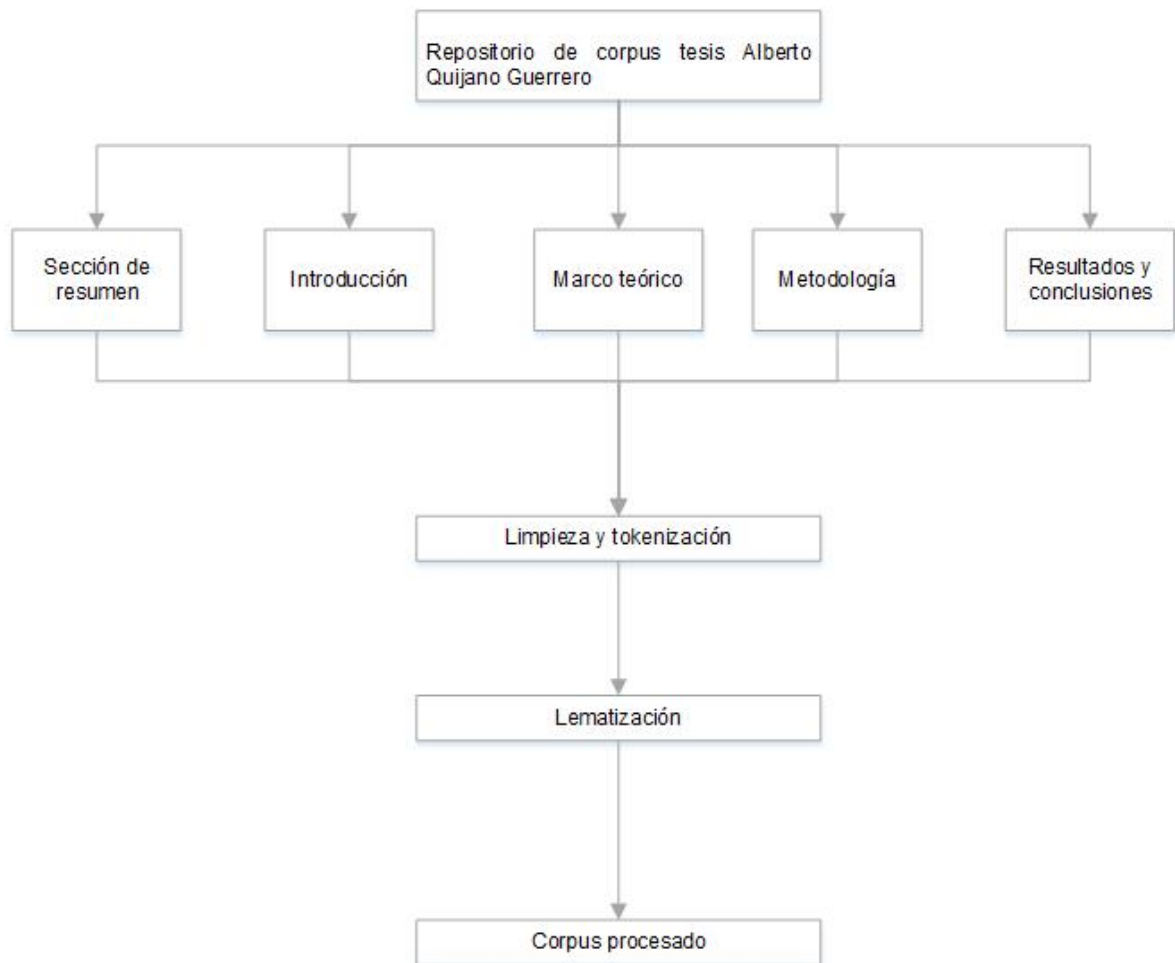 Repositorio de corpus tesis Alberto
Quijano Guerrero
Sección de
resumen
Introducción
Marco teórico
Metodología
Resultados y
conclusiones
Limpieza y tokenización
Lematización
Corpus procesado